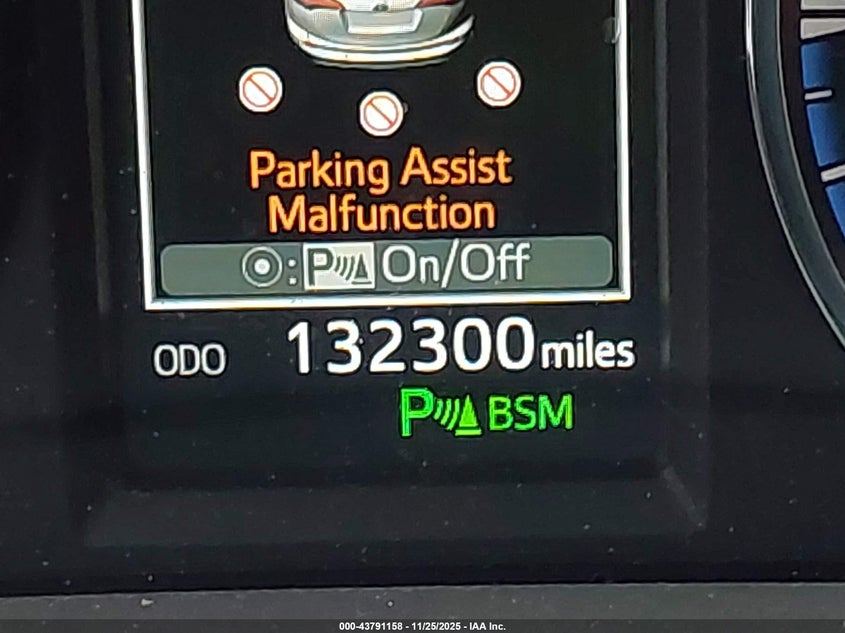 Parking Assist
Malfunction
: P On/Off
ODO 132300 miles
P BSM
000-43791158 - 11/25/2025 - IAA Inc.